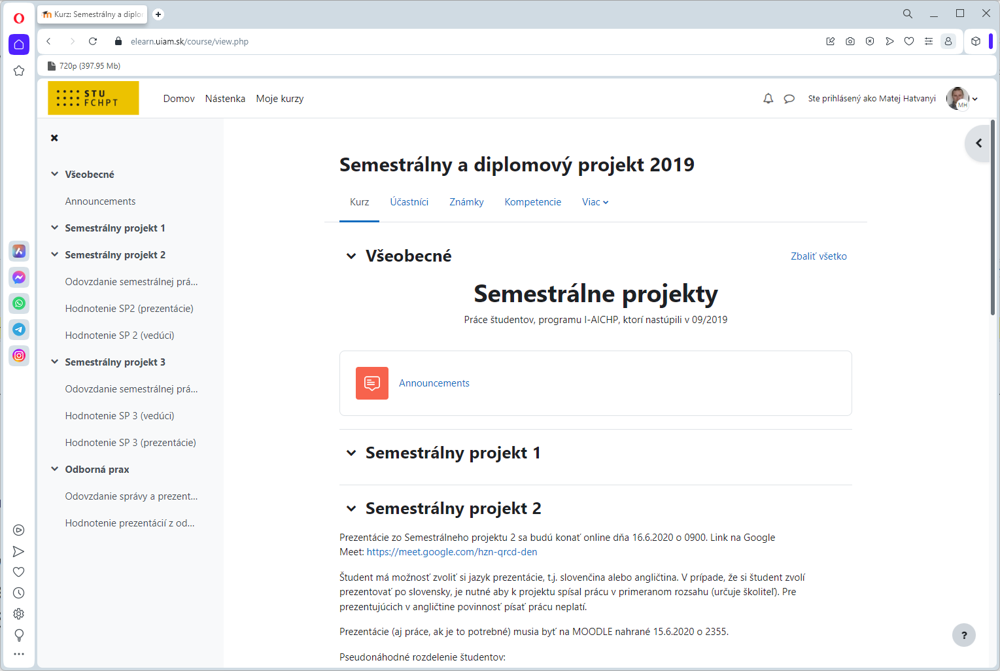 Kurz: Semestrálny a diplo
elearn.uiam.sk/course/view.php
720p (397.95 Mb)
STU
FCHPT
Domov
Nástenka
Moje kurzy
Ste prihlásený ako Matej Hatvanyi
MH
Všeobecné
Announcements
Semestrálny projekt 1
Semestrálny projekt 2
Odovzdanie semestrálnej prá...
Hodnotenie SP2 (prezentácie)
Hodnotenie SP 2 (vedúci)
Semestrálny projekt 3
Odovzdanie semestrálnej prá...
Hodnotenie SP 3 (vedúci)
Hodnotenie SP 3 (prezentácie)
Odborná prax
Odovzdanie správy a prezent...
Hodnotenie prezentácií z od...
Semestrálny a diplomový projekt 2019
Kurz
Účastníci
Známky
Kompetencie
Viac
Všeobecné
Zbaliť všetko
Semestrálne projekty
Práce študentov, programu I-AICHP, ktorí nastúpili v 09/2019
Announcements
Semestrálny projekt 1
Semestrálny projekt 2
Prezentácie zo Semestrálneho projektu 2 sa budú konať online dňa 16.6.2020 o 0900. Link na Google
Meet: https://meet.google.com/hzn-qrcd-den
Študent má možnosť zvoliť si jazyk prezentácie, t.j. slovenčina alebo angličtina. V prípade, že si študent zvolí
prezentovať po slovensky, je nutné aby k projektu spísal prácu v primeranom rozsahu (určuje školiteľ). Pre
prezentujúcich v angličtine povinnosť písať prácu neplatí.
Prezentácie (aj práce, ak je to potrebné) musia byť na MOODLE nahrané 15.6.2020 o 2355.
Pseudonáhodné rozdelenie študentov:
?